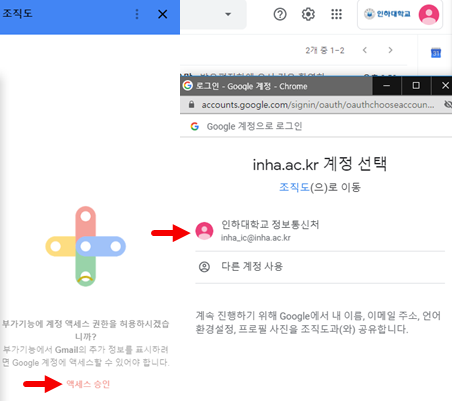 조직도
인하대학교
2개 중 1–2
로그인 - Google 계정 - Chrome
accounts.google.com/signin/oauth/oauthchooseaccoun...
Google 계정으로 로그인
inha.ac.kr 계정 선택
조직도(으)로 이동
인하대학교 정보통신처
inha_ic@inha.ac.kr
다른 계정 사용
계속 진행하기 위해 Google에서 내 이름, 이메일 주소, 언어
환경설정, 프로필 사진을 조직도과(와) 공유합니다.
부가기능에 계정 액세스 권한을 허용하시겠습
니까?
부가기능에서 Gmail의 추가 정보를 표시하려
면 Google 계정에 액세스할 수 있어야 합니다.
액세스 승인